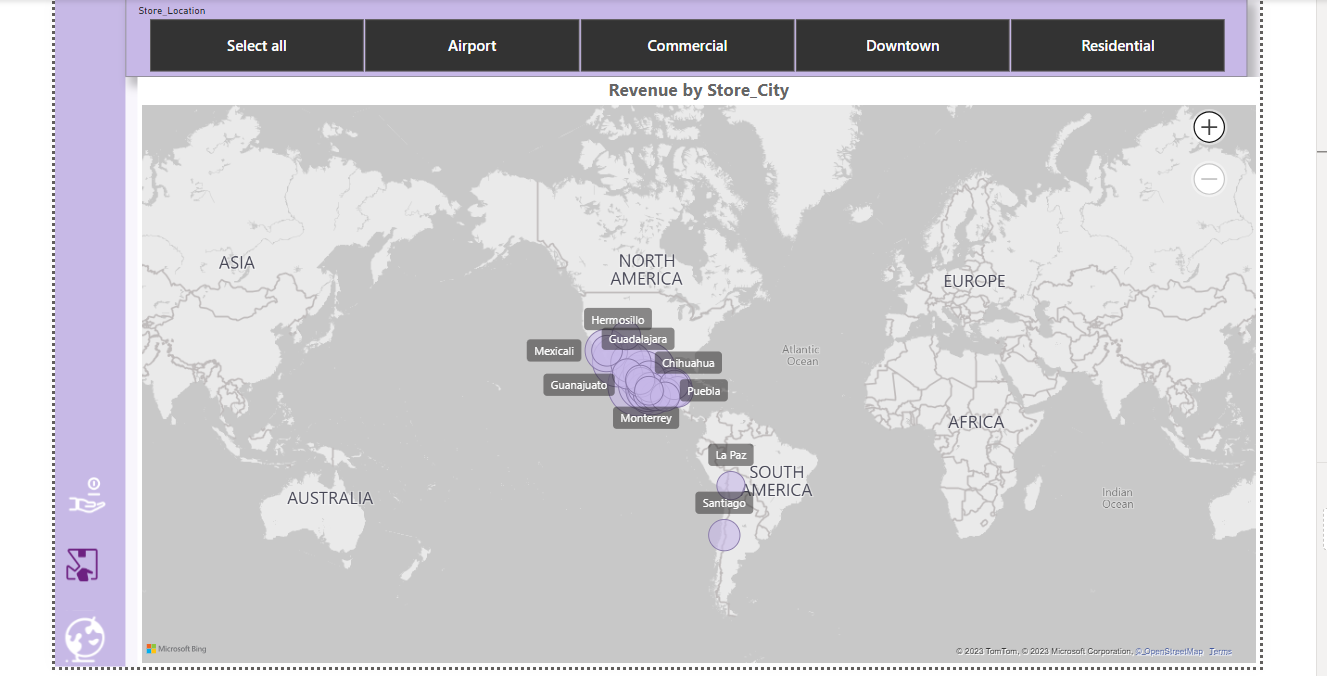 Store_Location
Select all
Airport
Commercial
Downtown
Residential
Revenue by Store_City
ASIA
NORTH
AMERICA
EUROPE
Hermosillo
Guadalajara
Mexicali
Atlantic
Ocean
Chihuahua
Guanajuato
Puebla
Monterrey
AFRICA
La Paz
SOUTH
AMERICA
AUSTRALIA
Santiago
Indian
Ocean
Microsoft Bing
© 2023 TomTom, © 2023 Microsoft Corporation, © OpenStreetMap Terms